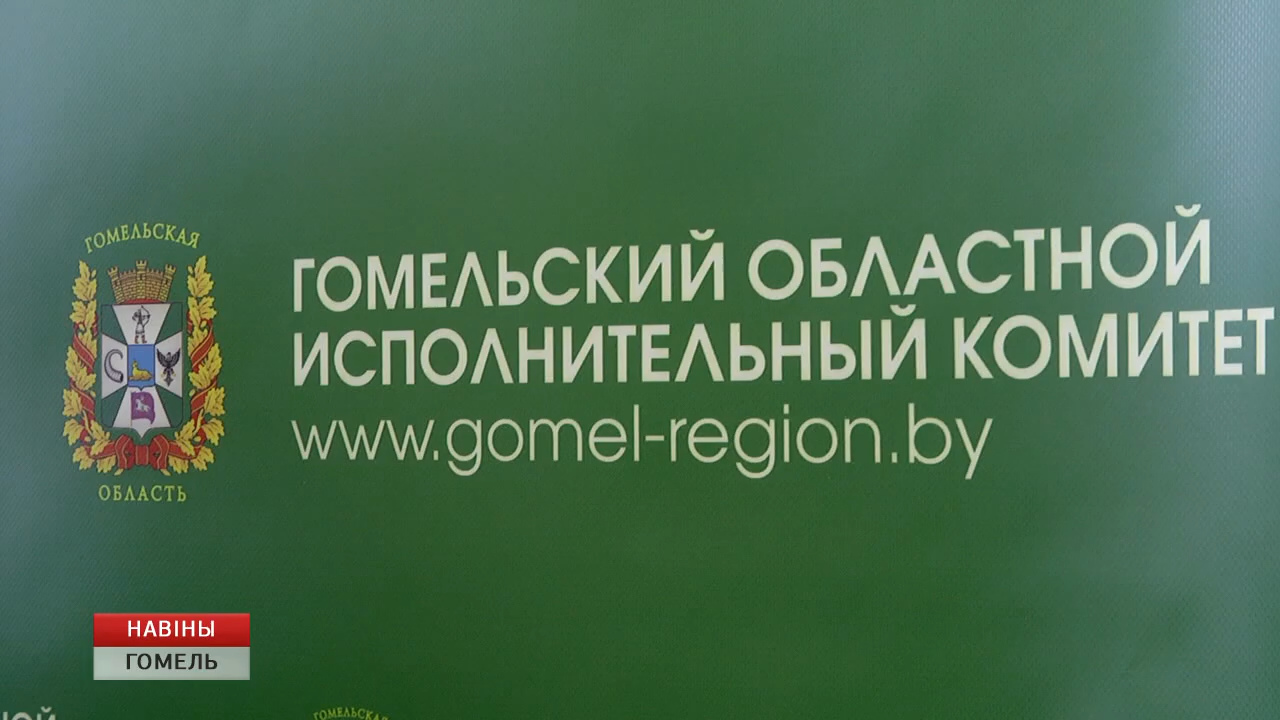 ГОМЕЛЬСКАЯ
ОБЛАСТЬ
ГОМЕЛЬСКИЙ ОБЛАСТНОЙ
ИСПОЛНИТЕЛЬНЫЙ КОМИТЕТ
www.gomel-region.by
НАВІНЫ
ГОМЕЛЬ